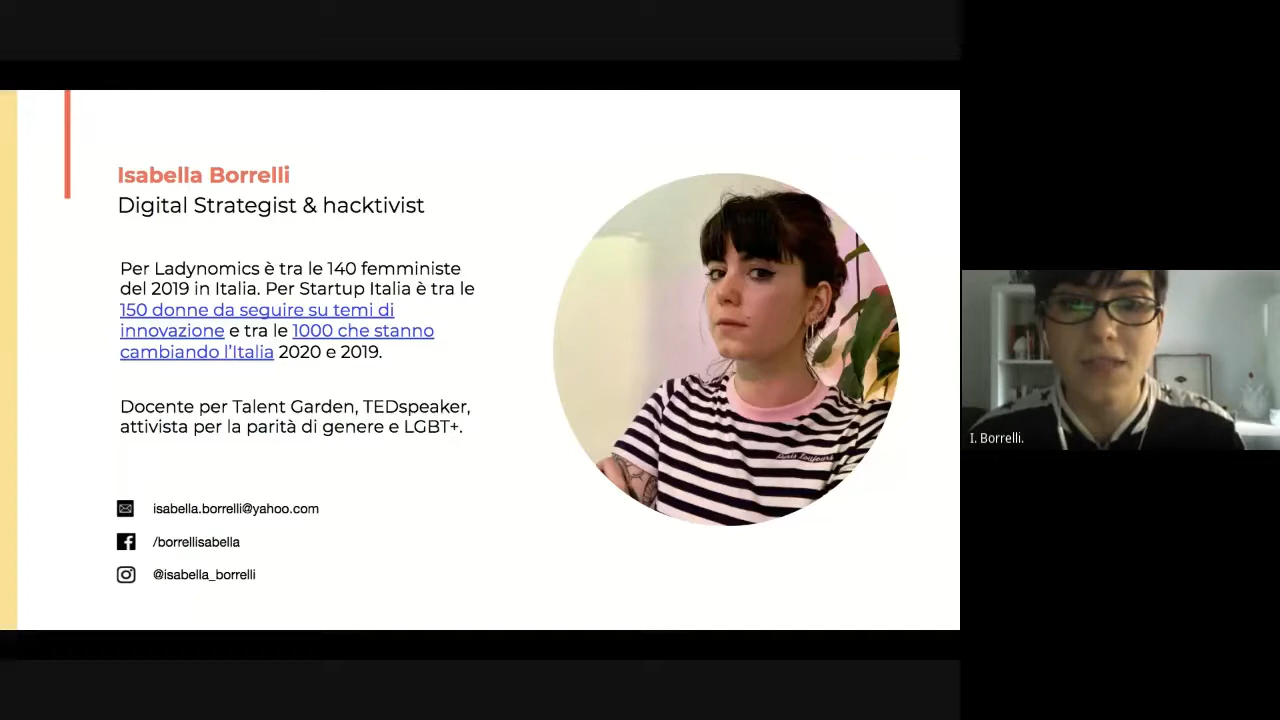 Isabella Borrelli
Digital Strategist & hacktivist
Per Ladynomics è tra le 140 femministe
del 2019 in Italia. Per Startup Italia è tra le
150 donne da seguire su temi di
innovazione e tra le 1000 che stanno
cambiando l'Italia 2020 e 2019.
Docente per Talent Garden, TEDspeaker,
attivista per la parità di genere e LGBT+.
isabella.borrelli@yahoo.com
/borrellisabella
@isabella_borrelli
I. Borrelli.